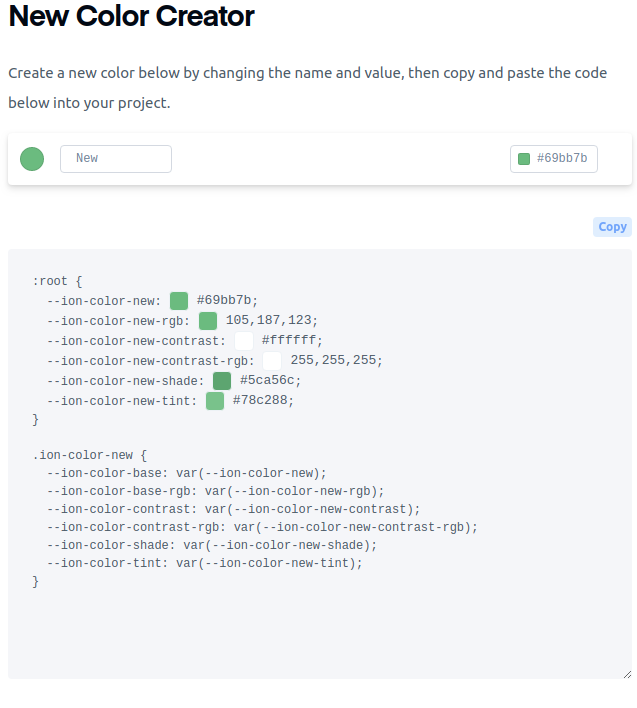 New Color Creator
Create a new color below by changing the name and value, then copy and paste the code
below into your project.
New
#69bb7b
Copy
:root {
  --ion-color-new: #69bb7b;
  --ion-color-new-rgb: 105,187,123;
  --ion-color-new-contrast: #ffffff;
  --ion-color-new-contrast-rgb: 255,255,255;
  --ion-color-new-shade: #5ca56c;
  --ion-color-new-tint: #78c288;
}
.ion-color-new {
  --ion-color-base: var(--ion-color-new);
  --ion-color-base-rgb: var(--ion-color-new-rgb);
  --ion-color-contrast: var(--ion-color-new-contrast);
  --ion-color-contrast-rgb: var(--ion-color-new-contrast-rgb);
  --ion-color-shade: var(--ion-color-new-shade);
  --ion-color-tint: var(--ion-color-new-tint);
}